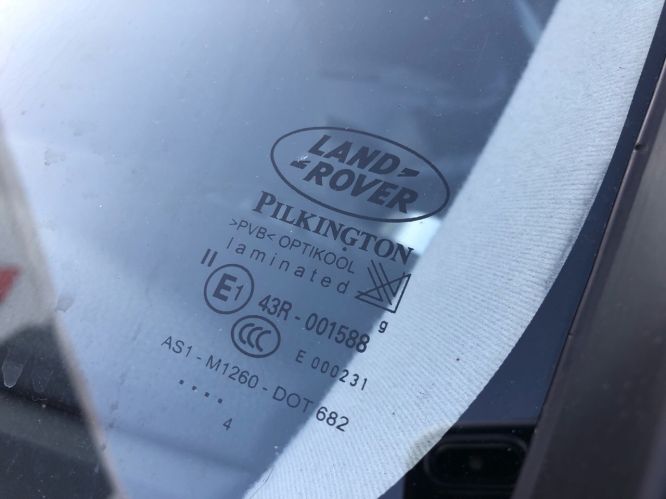 LAND
ROVER
PILKINGTON
>PVB< OPTIKOOL
laminated
II
E1 43R - 001588
g
CCC E 000231
AS1 - M1260 - DOT 682
....
4